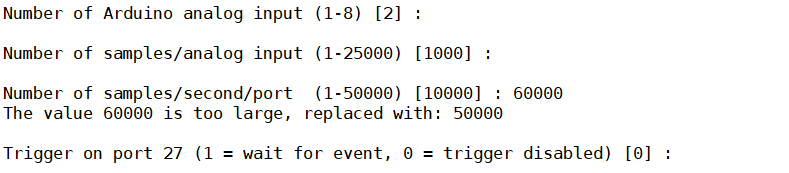 Number of Arduino analog input (1-8) [2] :
Number of samples/analog input (1-25000) [1000] :
Number of samples/second/port  (1-50000) [10000] : 60000
The value 60000 is too large, replaced with: 50000
Trigger on port 27 (1 = wait for event, 0 = trigger disabled) [0] :